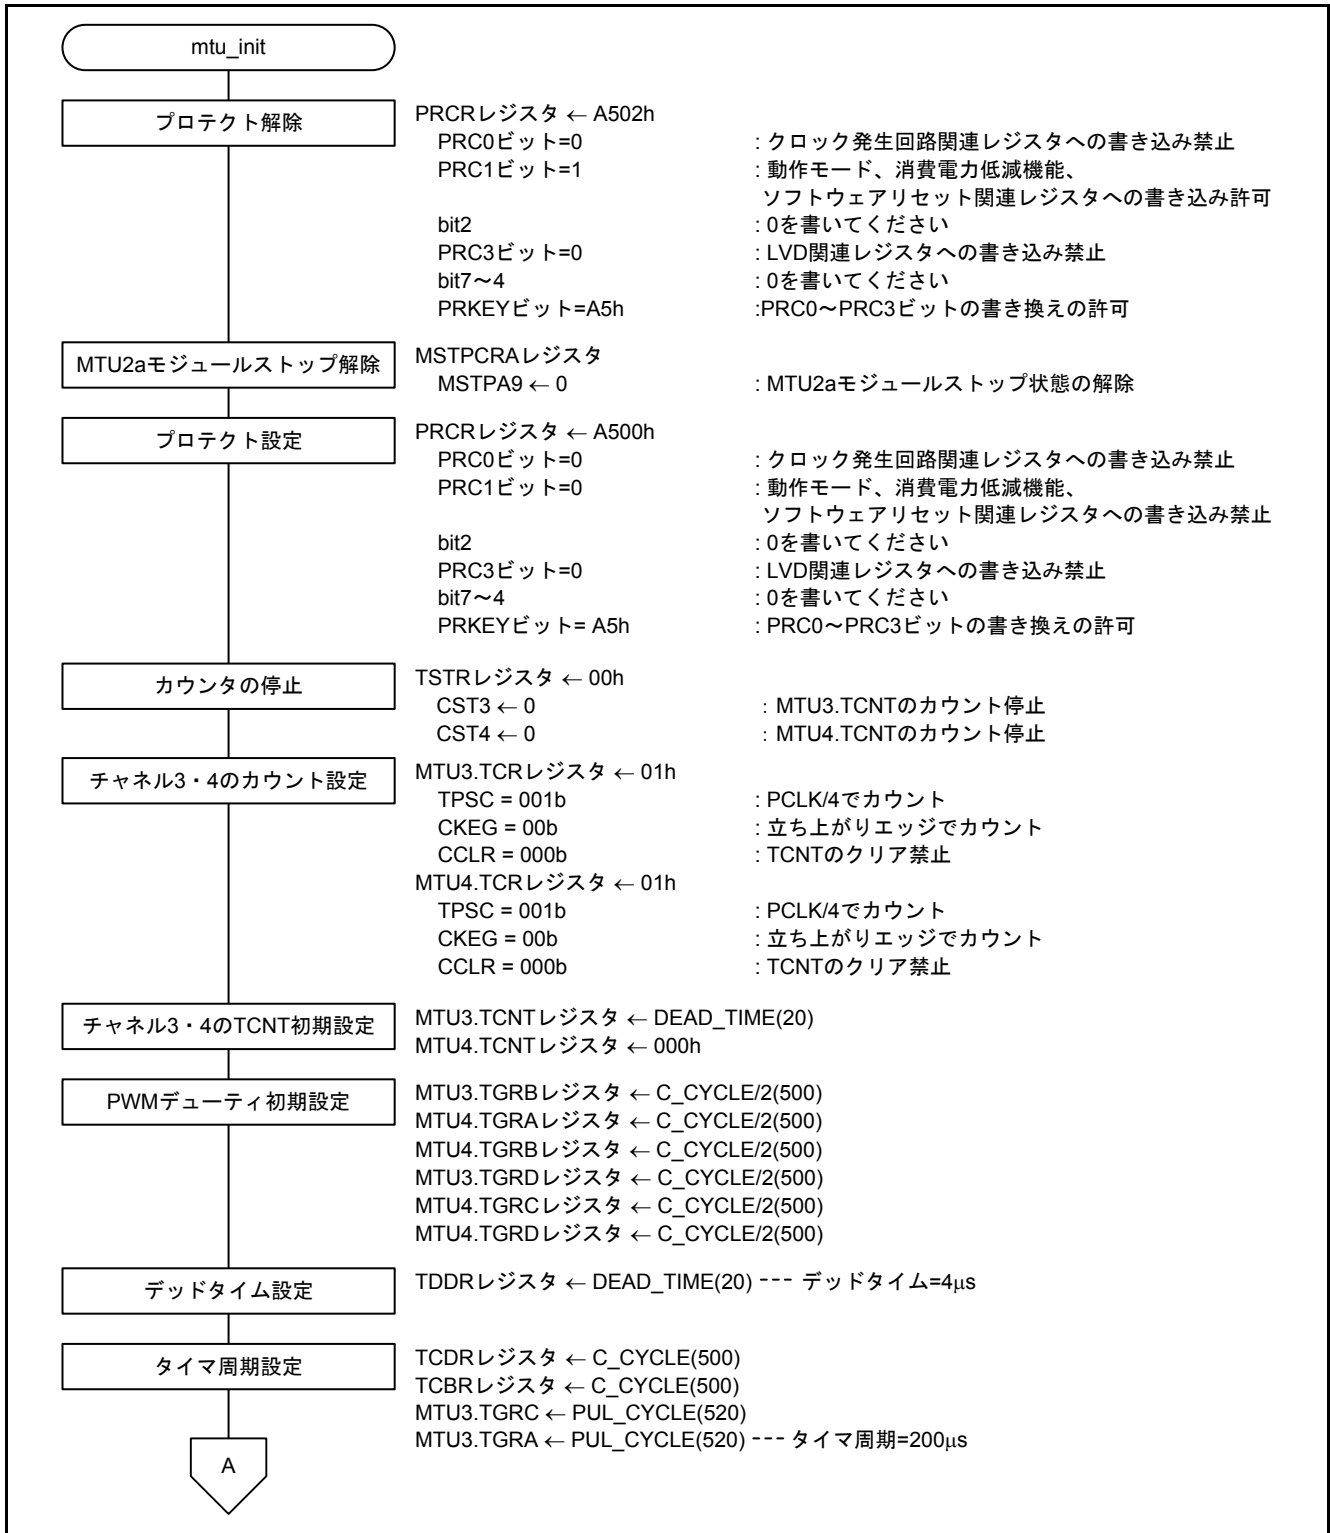 mtu_init
プロテクト解除
PRCRレジスタ ← A502h
PRC0ビット=0 : クロック発生回路関連レジスタへの書き込み禁止
PRC1ビット=1 : 動作モード、消費電力低減機能、
ソフトウェアリセット関連レジスタへの書き込み許可
bit2 : 0を書いてください
PRC3ビット=0 : LVD関連レジスタへの書き込み禁止
bit7～4 : 0を書いてください
PRKEYビット=A5h :PRC0～PRC3ビットの書き換えの許可
MTU2aモジュールストップ解除
MSTPCRAレジスタ
MSTPA9 ← 0 : MTU2aモジュールストップ状態の解除
プロテクト設定
PRCRレジスタ ← A500h
PRC0ビット=0 : クロック発生回路関連レジスタへの書き込み禁止
PRC1ビット=0 : 動作モード、消費電力低減機能、
ソフトウェアリセット関連レジスタへの書き込み禁止
bit2 : 0を書いてください
PRC3ビット=0 : LVD関連レジスタへの書き込み禁止
bit7～4 : 0を書いてください
PRKEYビット= A5h : PRC0～PRC3ビットの書き換えの許可
カウンタの停止
TSTRレジスタ ← 00h
CST3 ← 0 : MTU3.TCNTのカウント停止
CST4 ← 0 : MTU4.TCNTのカウント停止
チャネル3・4のカウント設定
MTU3.TCRレジスタ ← 01h
TPSC = 001b : PCLK/4でカウント
CKEG = 00b : 立ち上がりエッジでカウント
CCLR = 000b : TCNTのクリア禁止
MTU4.TCRレジスタ ← 01h
TPSC = 001b : PCLK/4でカウント
CKEG = 00b : 立ち上がりエッジでカウント
CCLR = 000b : TCNTのクリア禁止
チャネル3・4のTCNT初期設定
MTU3.TCNTレジスタ ← DEAD_TIME(20)
MTU4.TCNTレジスタ ← 000h
PWMデューティ初期設定
MTU3.TGRBレジスタ ← C_CYCLE/2(500)
MTU4.TGRAレジスタ ← C_CYCLE/2(500)
MTU4.TGRBレジスタ ← C_CYCLE/2(500)
MTU3.TGRDレジスタ ← C_CYCLE/2(500)
MTU4.TGRCレジスタ ← C_CYCLE/2(500)
MTU4.TGRDレジスタ ← C_CYCLE/2(500)
デッドタイム設定
TDDRレジスタ ← DEAD_TIME(20) --- デッドタイム=4μs
タイマ周期設定
TCDRレジスタ ← C_CYCLE(500)
TCBRレジスタ ← C_CYCLE(500)
MTU3.TGRC ← PUL_CYCLE(520)
MTU3.TGRA ← PUL_CYCLE(520) --- タイマ周期=200μs
A